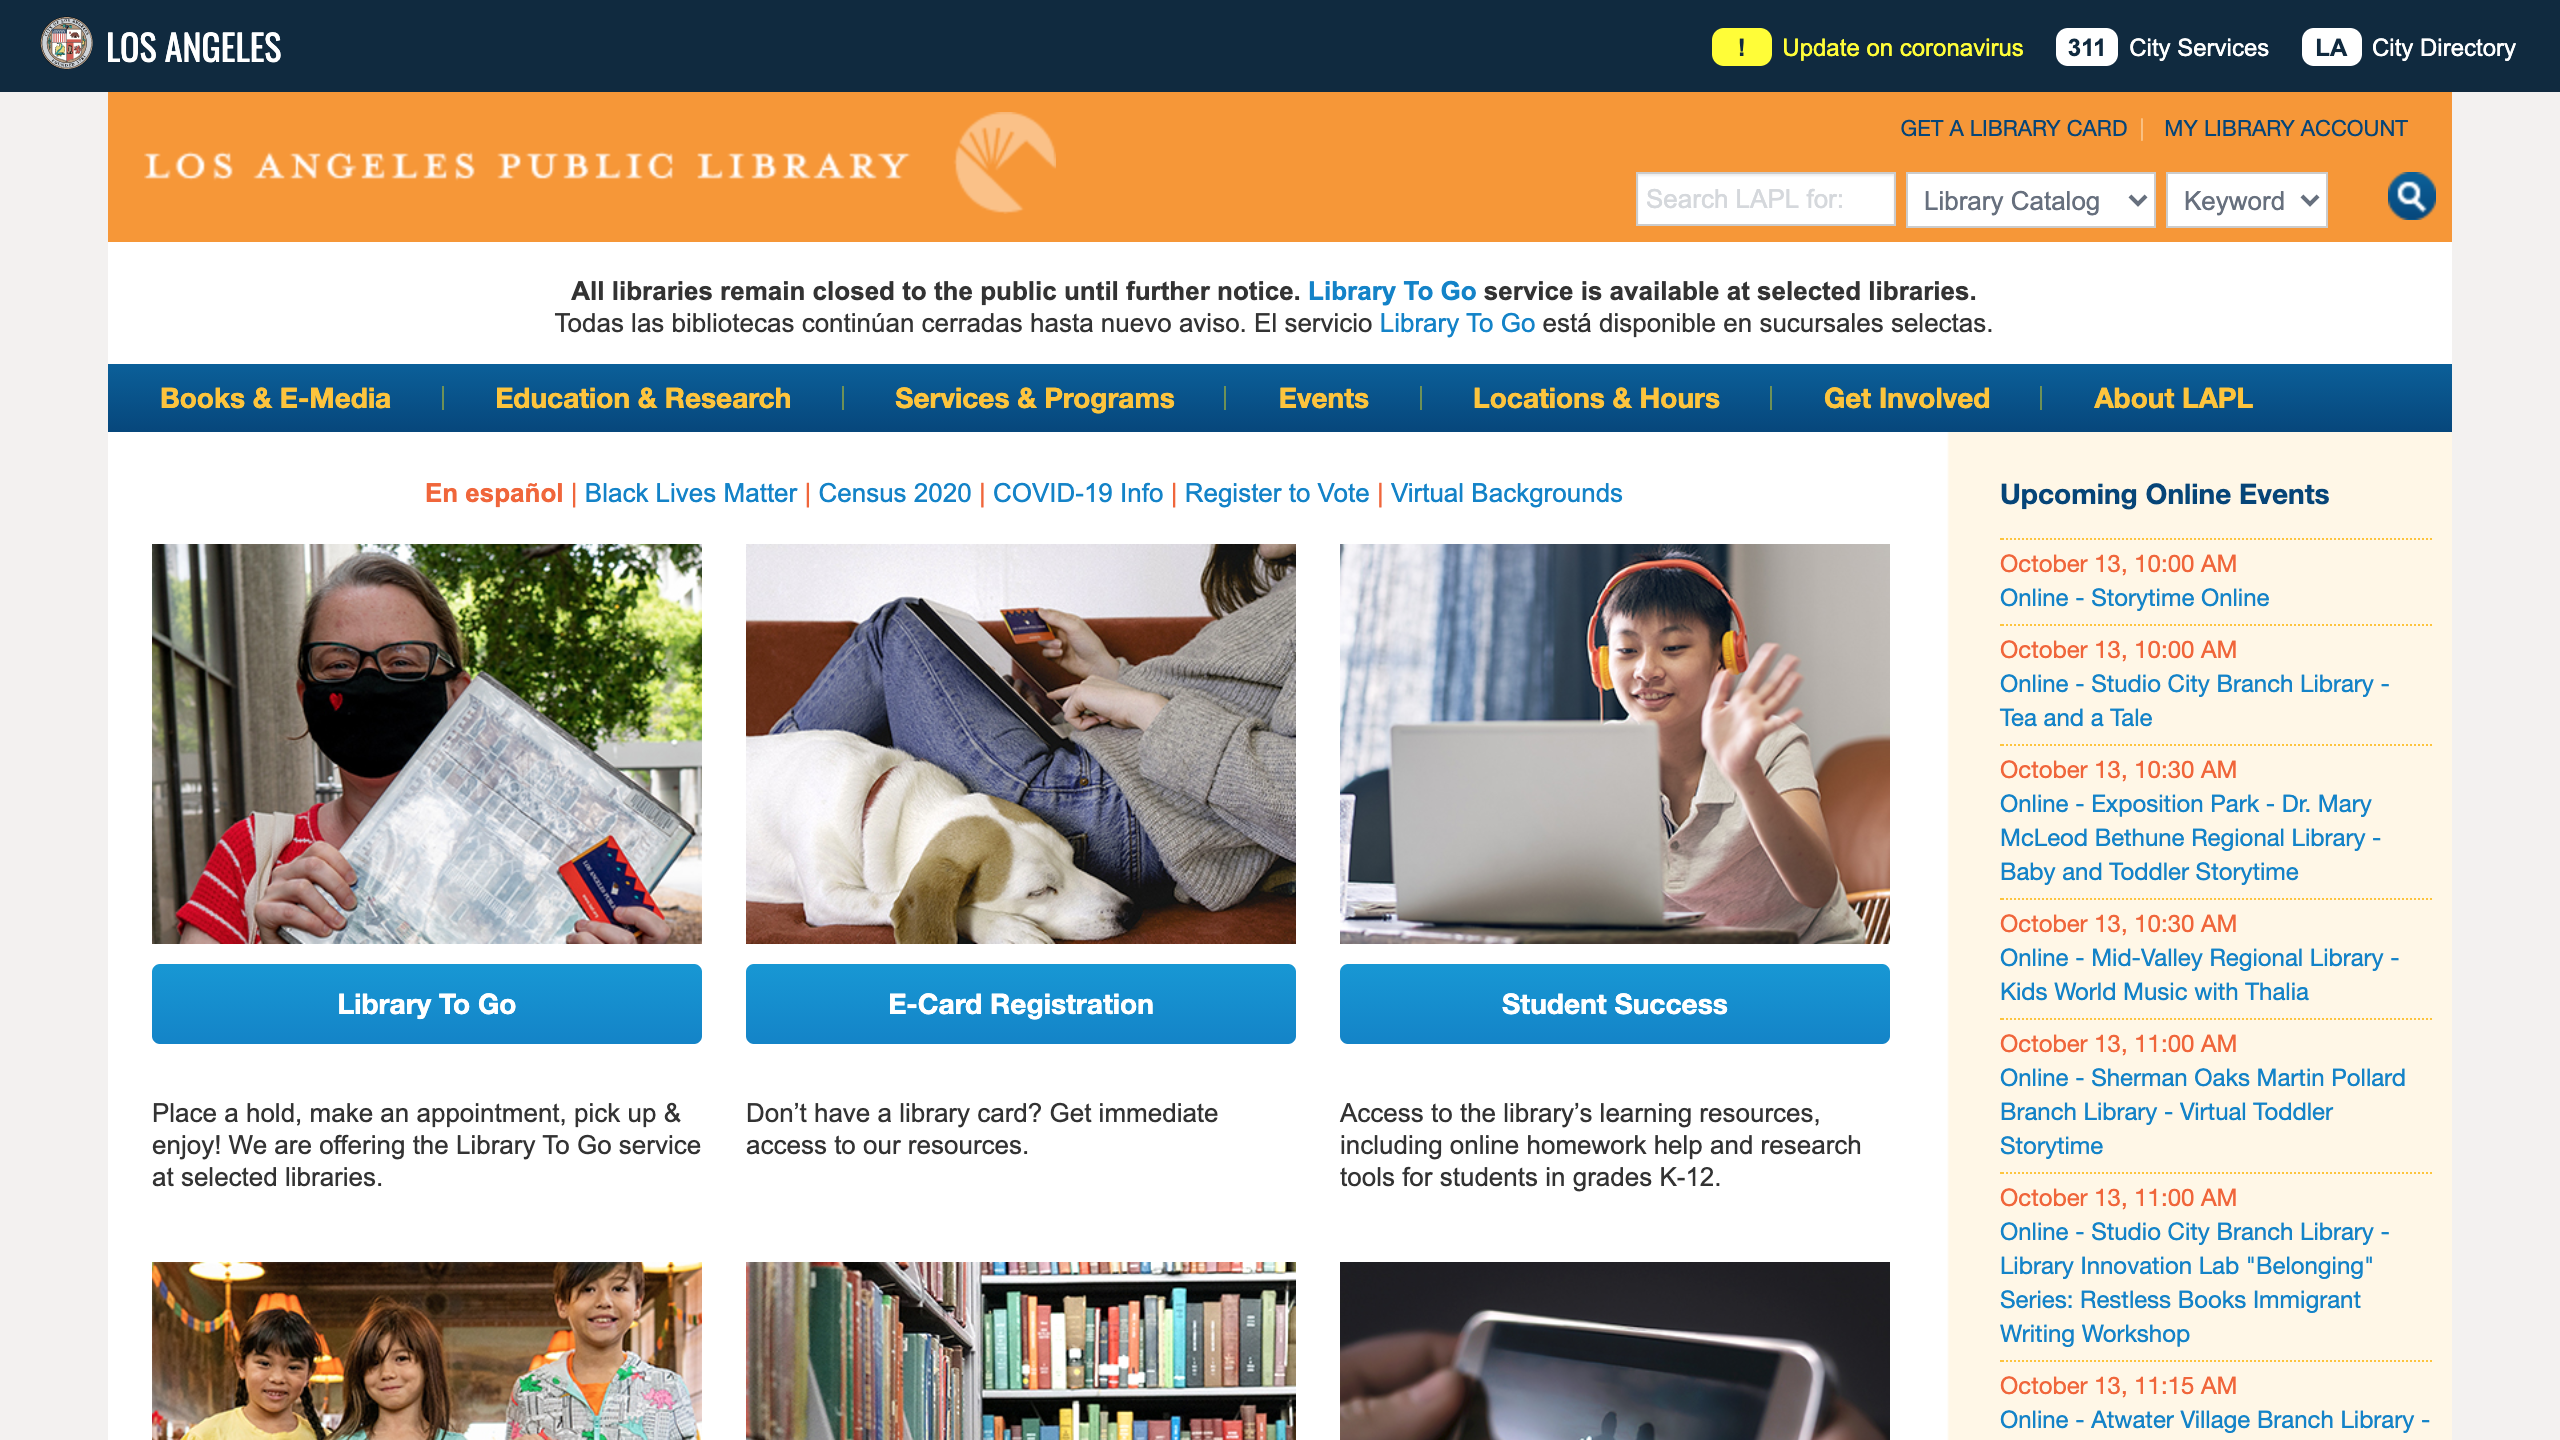 LOS ANGELES
! Update on coronavirus
311 City Services
LA City Directory
LOS ANGELES PUBLIC LIBRARY
GET A LIBRARY CARD | MY LIBRARY ACCOUNT
Search LAPL for:
Library Catalog
Keyword
All libraries remain closed to the public until further notice. Library To Go service is available at selected libraries.
Todas las bibliotecas continúan cerradas hasta nuevo aviso. El servicio Library To Go está disponible en sucursales selectas.
Books & E-Media | Education & Research | Services & Programs | Events | Locations & Hours | Get Involved | About LAPL
En español | Black Lives Matter | Census 2020 | COVID-19 Info | Register to Vote | Virtual Backgrounds
Library To Go
Place a hold, make an appointment, pick up &
enjoy! We are offering the Library To Go service
at selected libraries.
E-Card Registration
Don’t have a library card? Get immediate
access to our resources.
Student Success
Access to the library’s learning resources,
including online homework help and research
tools for students in grades K-12.
Upcoming Online Events
October 13, 10:00 AM
Online - Storytime Online
October 13, 10:00 AM
Online - Studio City Branch Library -
Tea and a Tale
October 13, 10:30 AM
Online - Exposition Park - Dr. Mary
McLeod Bethune Regional Library -
Baby and Toddler Storytime
October 13, 10:30 AM
Online - Mid-Valley Regional Library -
Kids World Music with Thalia
October 13, 11:00 AM
Online - Sherman Oaks Martin Pollard
Branch Library - Virtual Toddler
Storytime
October 13, 11:00 AM
Online - Studio City Branch Library -
Library Innovation Lab "Belonging"
Series: Restless Books Immigrant
Writing Workshop
October 13, 11:15 AM
Online - Atwater Village Branch Library -